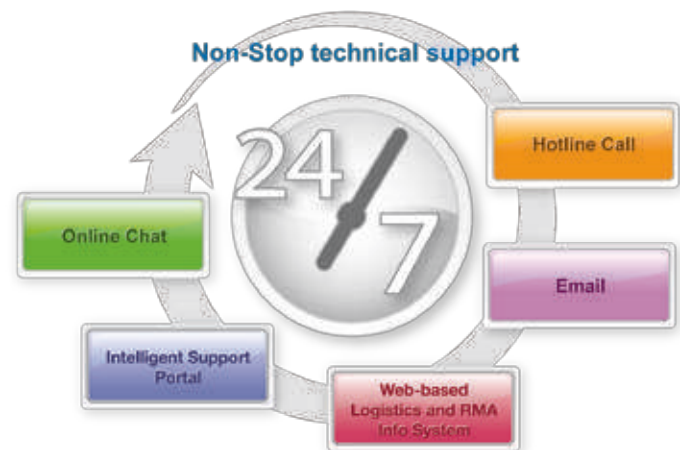 Non-Stop technical support
24
7
Hotline Call
Email
Web-based
Logistics and RMA
Info System
Intelligent Support
Portal
Online Chat